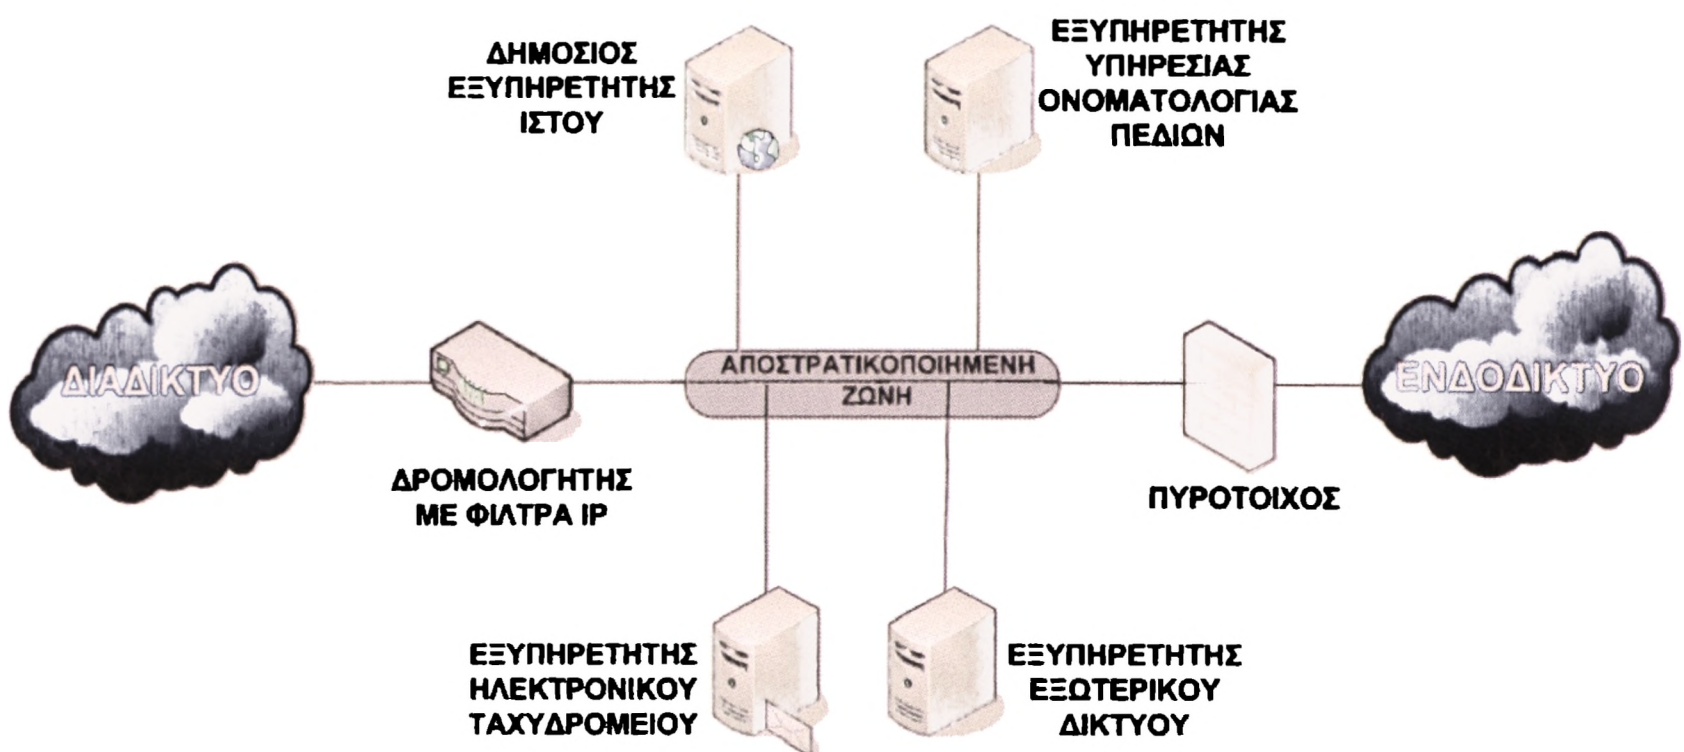 ΔΗΜΟΣΙΟΣ
ΕΞΥΠΗΡΕΤΗΤΗΣ
ΙΣΤΟΥ
ΕΞΥΠΗΡΕΤΗΤΗΣ
ΥΠΗΡΕΣΙΑΣ
ΟΝΟΜΑΤΟΛΟΓΙΑΣ
ΠΕΔΙΩΝ
ΔΙΑΔΙΚΤΥΟ
ΑΠΟΣΤΡΑΤΙΚΟΠΟΙΗΜΕΝΗ
ΖΩΝΗ
ΕΝΔΟΔΙΚΤΥΟ
ΔΡΟΜΟΛΟΓΗΤΗΣ
ΜΕ ΦΙΛΤΡΑ IP
ΠΥΡΟΤΟΙΧΟΣ
ΕΞΥΠΗΡΕΤΗΤΗΣ
ΗΛΕΚΤΡΟΝΙΚΟΥ
ΤΑΧΥΔΡΟΜΕΙΟΥ
ΕΞΥΠΗΡΕΤΗΤΗΣ
ΕΞΩΤΕΡΙΚΟΥ
ΔΙΚΤΥΟΥ